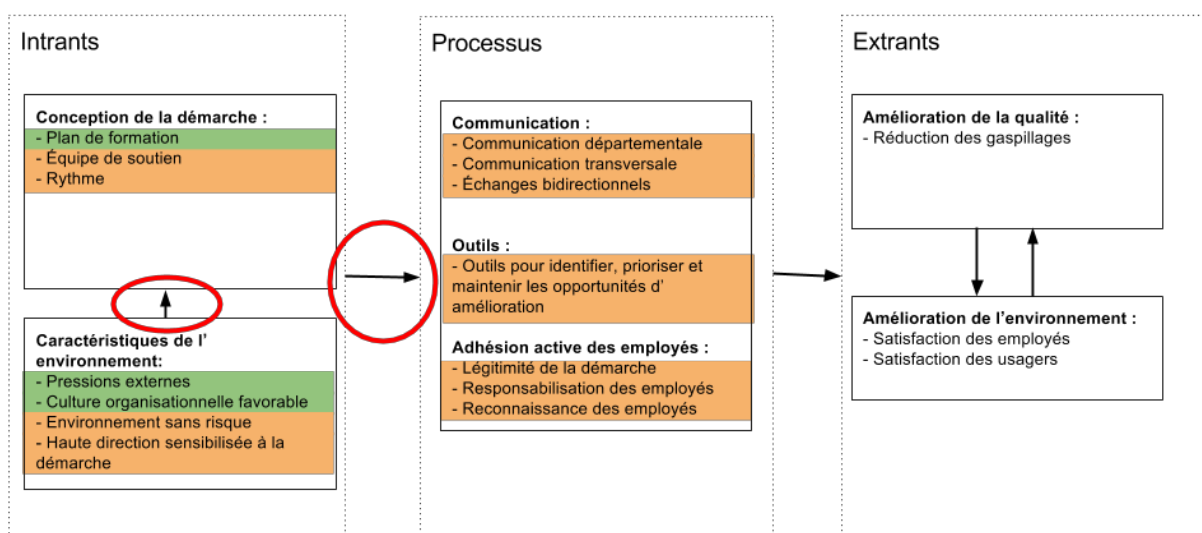 Intrants
Conception de la démarche :
- Plan de formation
- Équipe de soutien
- Rythme
Caractéristiques de l'
environnement:
- Pressions externes
- Culture organisationnelle favorable
- Environnement sans risque
- Haute direction sensibilisée à la
démarche
Processus
Communication :
- Communication départementale
- Communication transversale
- Échanges bidirectionnels
Outils :
- Outils pour identifier, prioriser et
maintenir les opportunités d'
amélioration
Adhésion active des employés :
- Légitimité de la démarche
- Responsabilisation des employés
- Reconnaissance des employés
Extrants
Amélioration de la qualité :
- Réduction des gaspillages
Amélioration de l'environnement :
- Satisfaction des employés
- Satisfaction des usagers